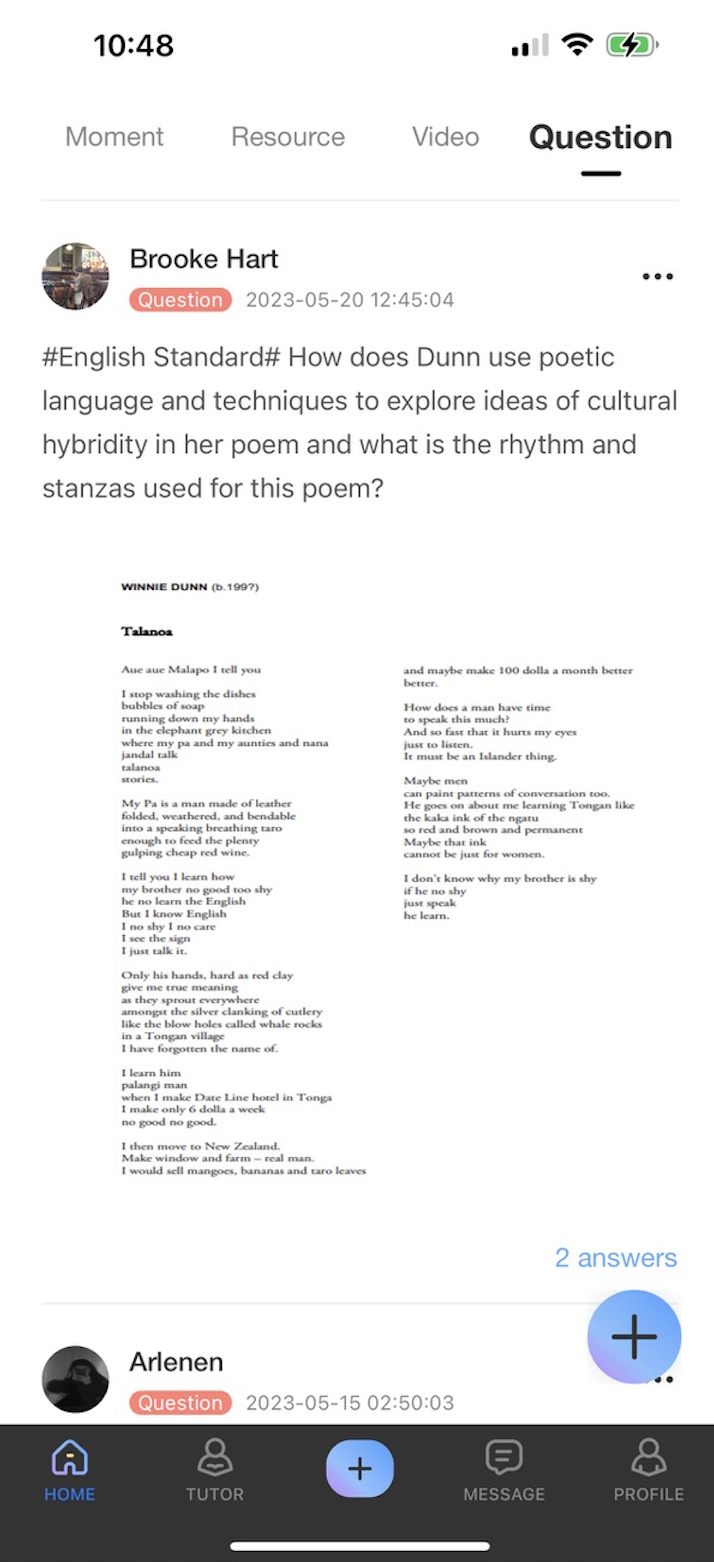 10:48
Moment Resource Video Question
Brooke Hart
Question 2023-05-20 12:45:04
#English Standard# How does Dunn use poetic
language and techniques to explore ideas of cultural
hybridity in her poem and what is the rhythm and
stanzas used for this poem?
WINNIE DUNN (b.199?)
Talanoa
Aue aue Malapo I tell you
I stop washing the dishes
bubbles of soap
running down my hands
in the elephant grey kitchen
where my pa and my aunties and nana
jandal talk
talanoa
stories.
My Pa is a man made of leather
folded, weathered, and bendable
into a speaking breathing taro
enough to feed the plenty
gulping cheap red wine.
I tell you I learn how
my brother no good too shy
he no learn the English
But I know English
I no shy I no care
I see the sign
I just talk it.
Only his hands, hard as red clay
give me true meaning
as they sprout everywhere
amongst the silver clanking of cutlery
like the blow holes called whale rocks
in a Tongan village
I have forgotten the name of.
I learn him
palangi man
when I make Date Line hotel in Tonga
I make only 6 dolla a week
no good no good.
I then move to New Zealand.
Make window and farm – real man.
I would sell mangoes, bananas and taro leaves
and maybe make 100 dolla a month better
better.
How does a man have time
to speak this much?
And so fast that it hurts my eyes
just to listen.
It must be an Islander thing.
Maybe men
can paint patterns of conversation too.
He goes on about me learning Tongan like
the kaka ink of the ngatu
so red and brown and permanent
Maybe that ink
cannot be just for women.
I don't know why my brother is shy
if he no shy
just speak
he learn.
2 answers
Arlenen
Question 2023-05-15 02:50:03
HOME TUTOR MESSAGE PROFILE